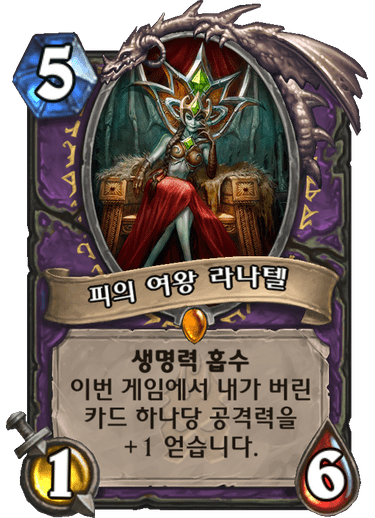 5
피의 여왕 라나텔
생명력 흡수
이번 게임에서 내가 버린
카드 하나당 공격력을
+1 얻습니다.
1
6